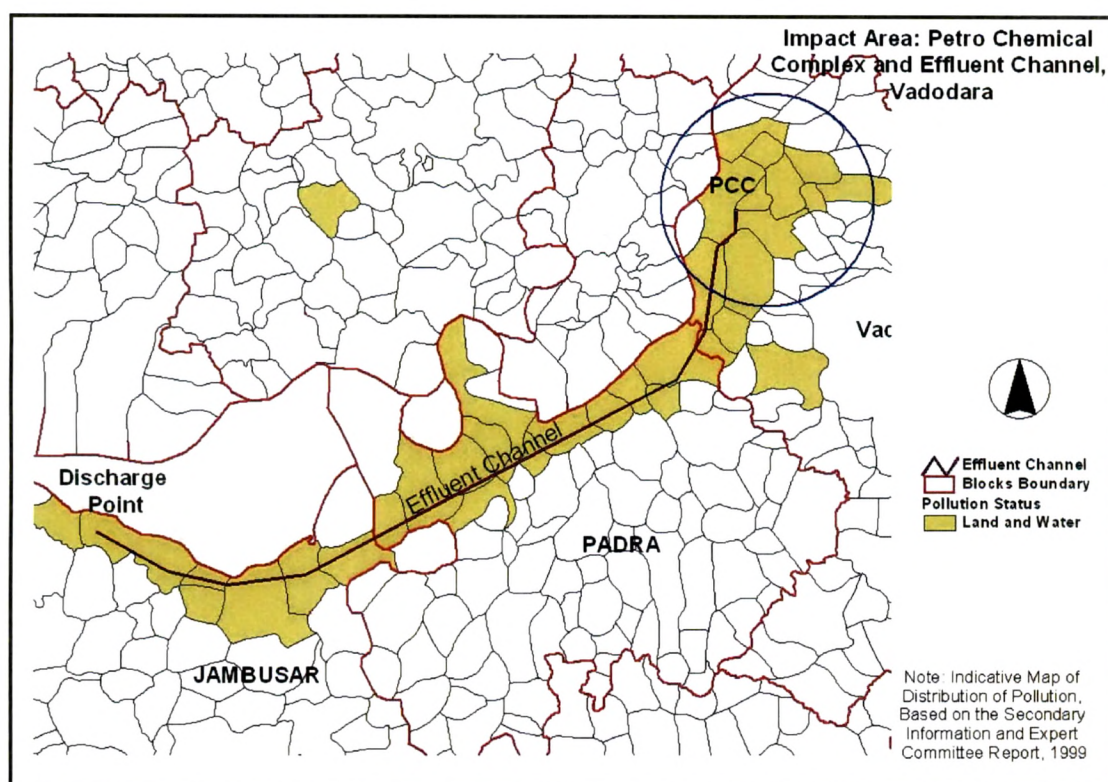 Impact Area: Petro Chemical
Complex and Effluent Channel,
Vadodara
PCC
Vad
Discharge
Point
Effluent Channel
PADRA
JAMBUSAR
Effluent Channel
Blocks Boundary
Pollution Status
Land and Water
Note: Indicative Map of
Distribution of Pollution,
Based on the Secondary
Information and Expert
Committee Report, 1999